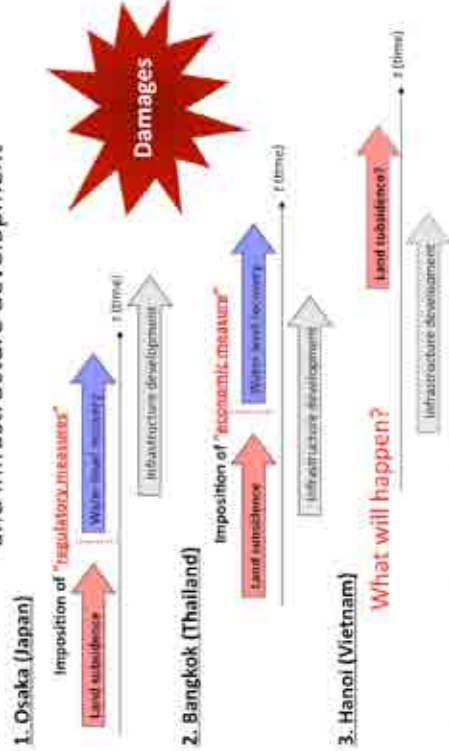 and infrastructure development
1. Osaka (Japan)
Imposition of "regulatory measures"
Land subsidence
Water level recovery
t (time)
Infrastructure development
Damages
2. Bangkok (Thailand)
Imposition of "economic measure"
Land subsidence
Water level recovery
t (time)
Infrastructure development
3. Hanoi (Vietnam)
What will happen?
Land subsidence?
t (time)
Infrastructure development